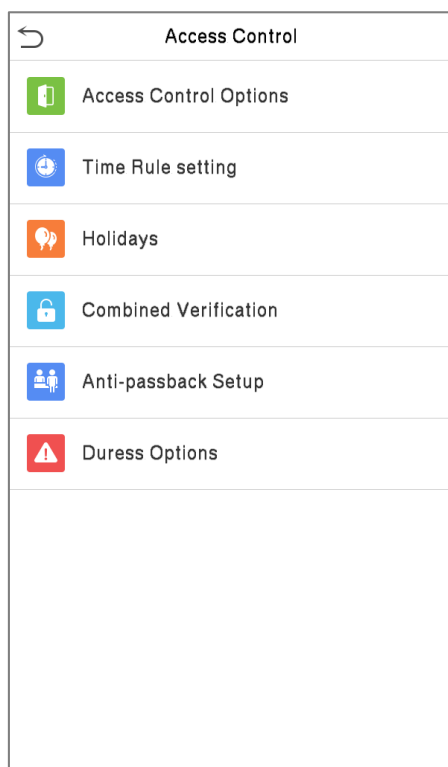 Access Control
Access Control Options
Time Rule setting
Holidays
Combined Verification
Anti-passback Setup
Duress Options